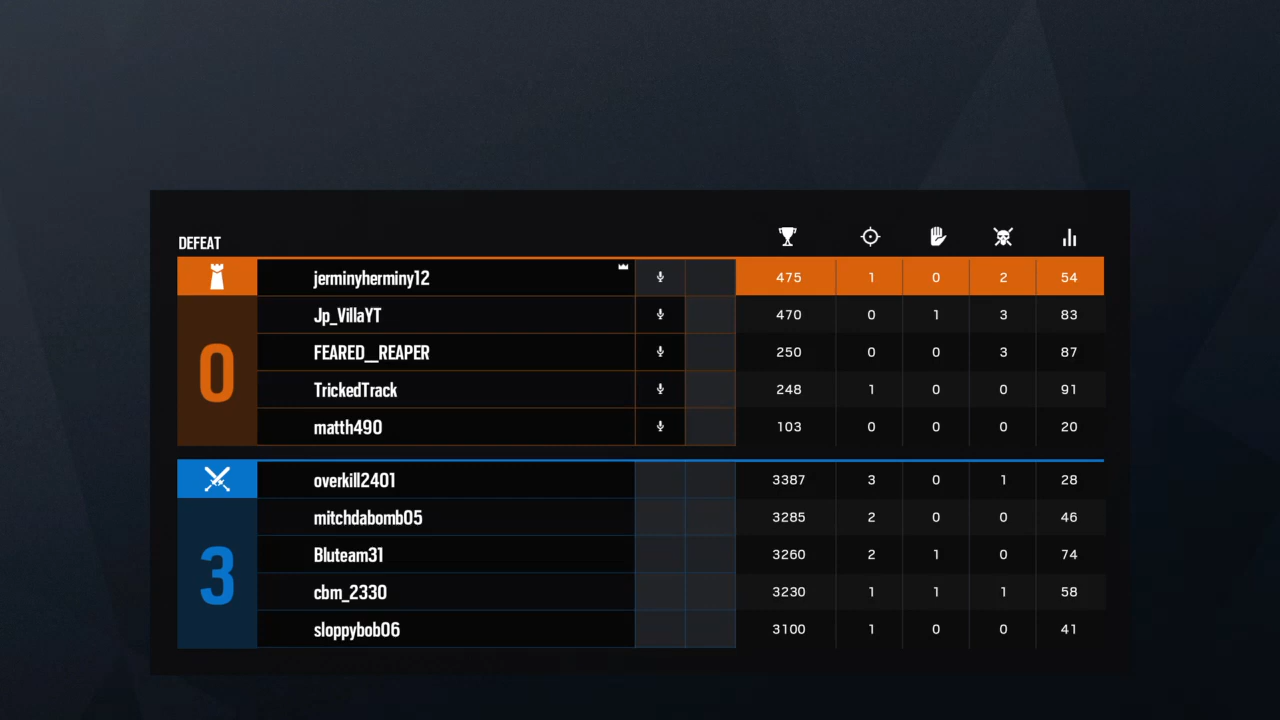 DEFEAT
jerminyherminy12 475 1 0 2 54
Jp_VillaYT 470 0 1 3 83
FEARED__REAPER 250 0 0 3 87
0
TrickedTrack 248 1 0 0 91
matth490 103 0 0 0 20
overkill2401 3387 3 0 1 28
mitchdabomb05 3285 2 0 0 46
Bluteam31 3260 2 1 0 74
3
cbm_2330 3230 1 1 1 58
sloppybob06 3100 1 0 0 41